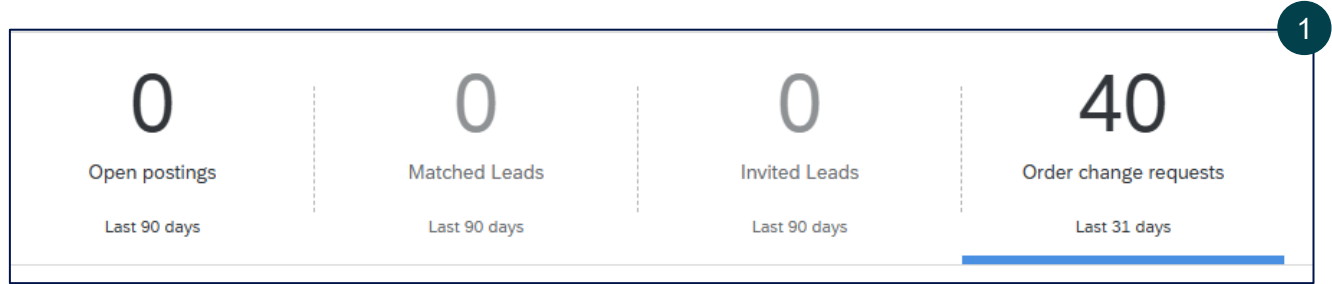 1
0
Open postings
Last 90 days
0
Matched Leads
Last 90 days
0
Invited Leads
Last 90 days
40
Order change requests
Last 31 days